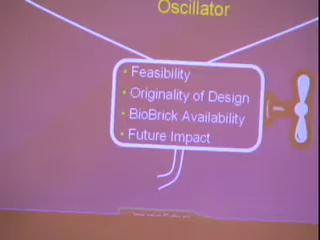 Oscillator
• Feasibility
• Originality of Design
• BioBrick Availability
• Future Impact